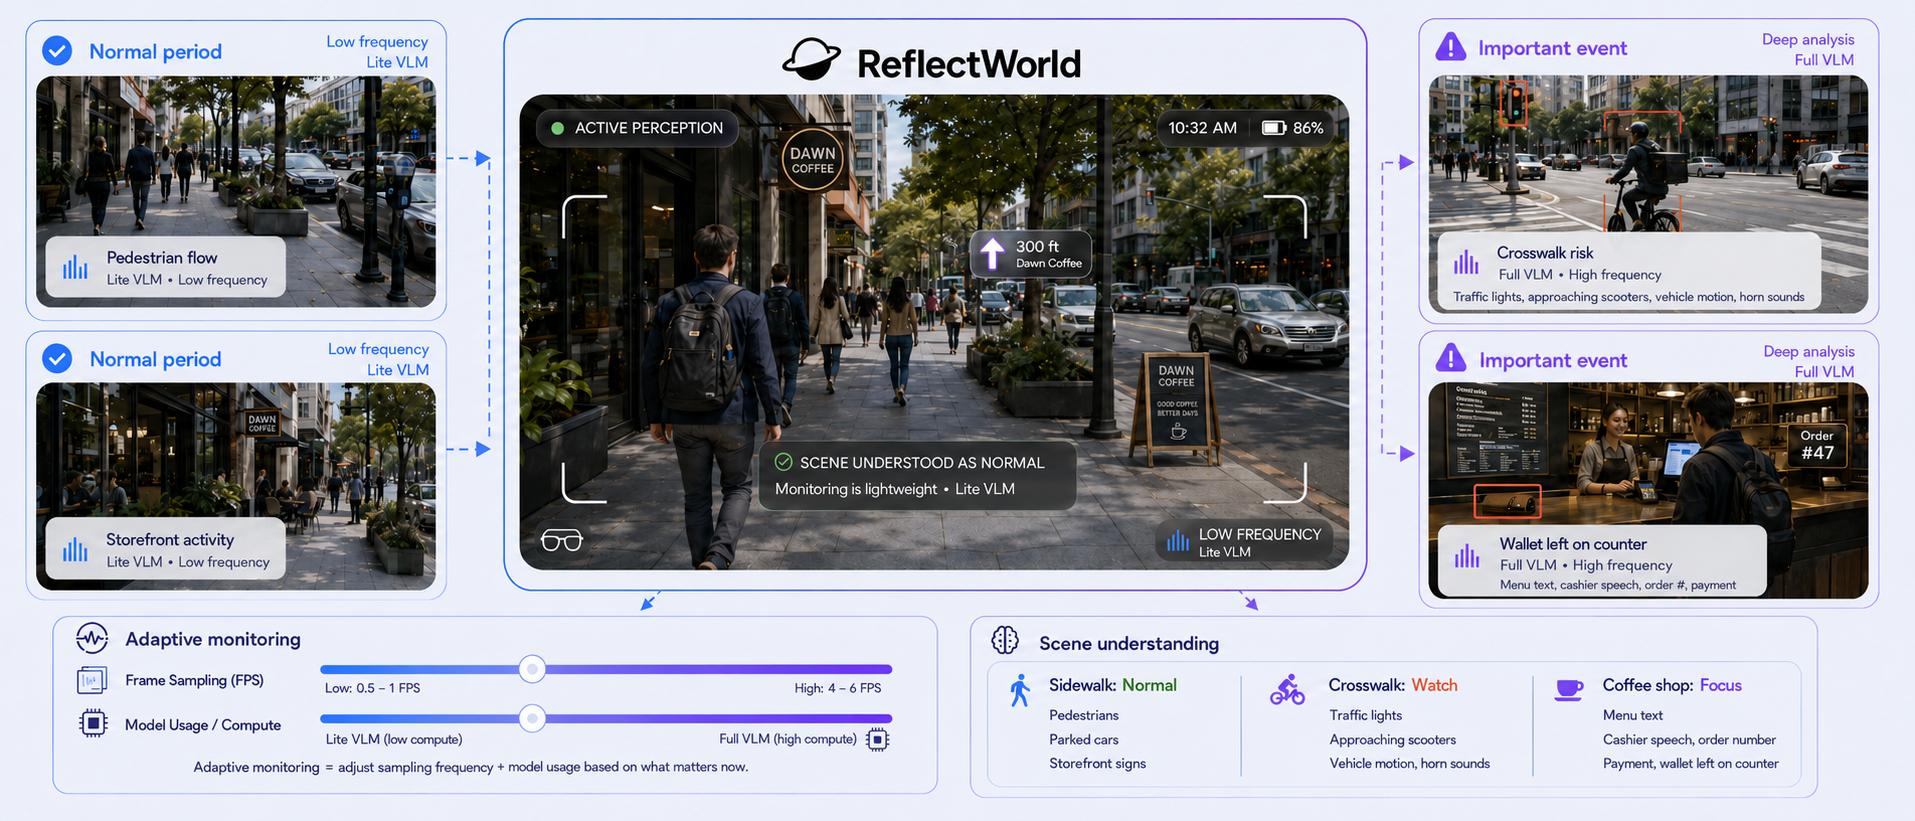 Normal period
Low frequency
Lite VLM
Pedestrian flow
Lite VLM • Low frequency
Normal period
Low frequency
Lite VLM
DAWN
COFFEE
Storefront activity
Lite VLM • Low frequency
ReflectWorld
ACTIVE PERCEPTION
10:32 AM
86%
DAWN
COFFEE
300 ft
Dawn Coffee
DAWN
COFFEE
GOOD COFFEE,
BETTER DAYS
SCENE UNDERSTOOD AS NORMAL
Monitoring is lightweight • Lite VLM
LOW FREQUENCY
Lite VLM
Important event
Deep analysis
Full VLM
Crosswalk risk
Full VLM • High frequency
Traffic lights, approaching scooters, vehicle motion, horn sounds
Important event
Deep analysis
Full VLM
Order
#47
Wallet left on counter
Full VLM • High frequency
Menu text, cashier speech, order #, payment
Adaptive monitoring
Frame Sampling (FPS)
Low: 0.5 – 1 FPS
High: 4 – 6 FPS
Model Usage / Compute
Lite VLM (low compute)
Full VLM (high compute)
Adaptive monitoring = adjust sampling frequency + model usage based on what matters now.
Scene understanding
Sidewalk: Normal
Pedestrians
Parked cars
Storefront signs
Crosswalk: Watch
Traffic lights
Approaching scooters
Vehicle motion, horn sounds
Coffee shop: Focus
Menu text
Cashier speech, order number
Payment, wallet left on counter